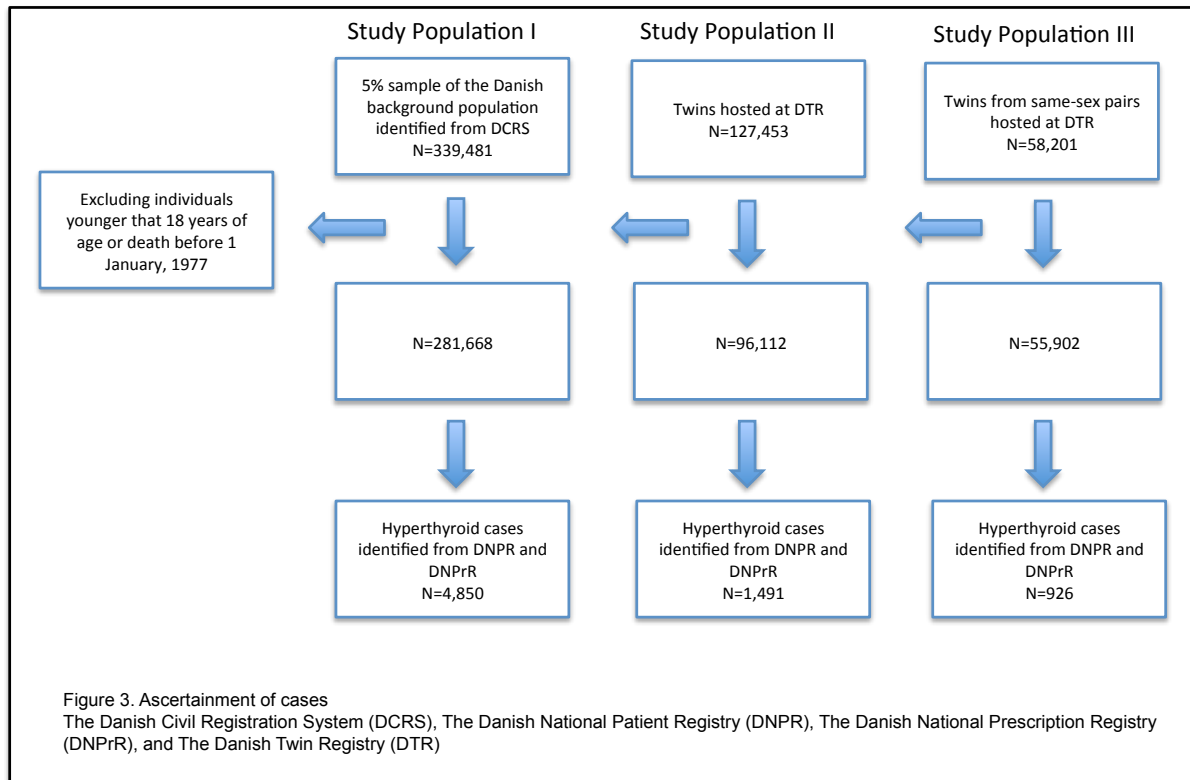 Study Population I
Study Population II
Study Population III
5% sample of the Danish
background population
identified from DCRS
N=339,481
Twins hosted at DTR
N=127,453
Twins from same-sex pairs
hosted at DTR
N=58,201
Excluding individuals
younger that 18 years of
age or death before 1
January, 1977
N=281,668
N=96,112
N=55,902
Hyperthyroid cases
identified from DNPR and
DNPrR
N=4,850
Hyperthyroid cases
identified from DNPR and
DNPrR
N=1,491
Hyperthyroid cases
identified from DNPR and
DNPrR
N=926
Figure 3. Ascertainment of cases
The Danish Civil Registration System (DCRS), The Danish National Patient Registry (DNPR), The Danish National Prescription Registry
(DNPrR), and The Danish Twin Registry (DTR)